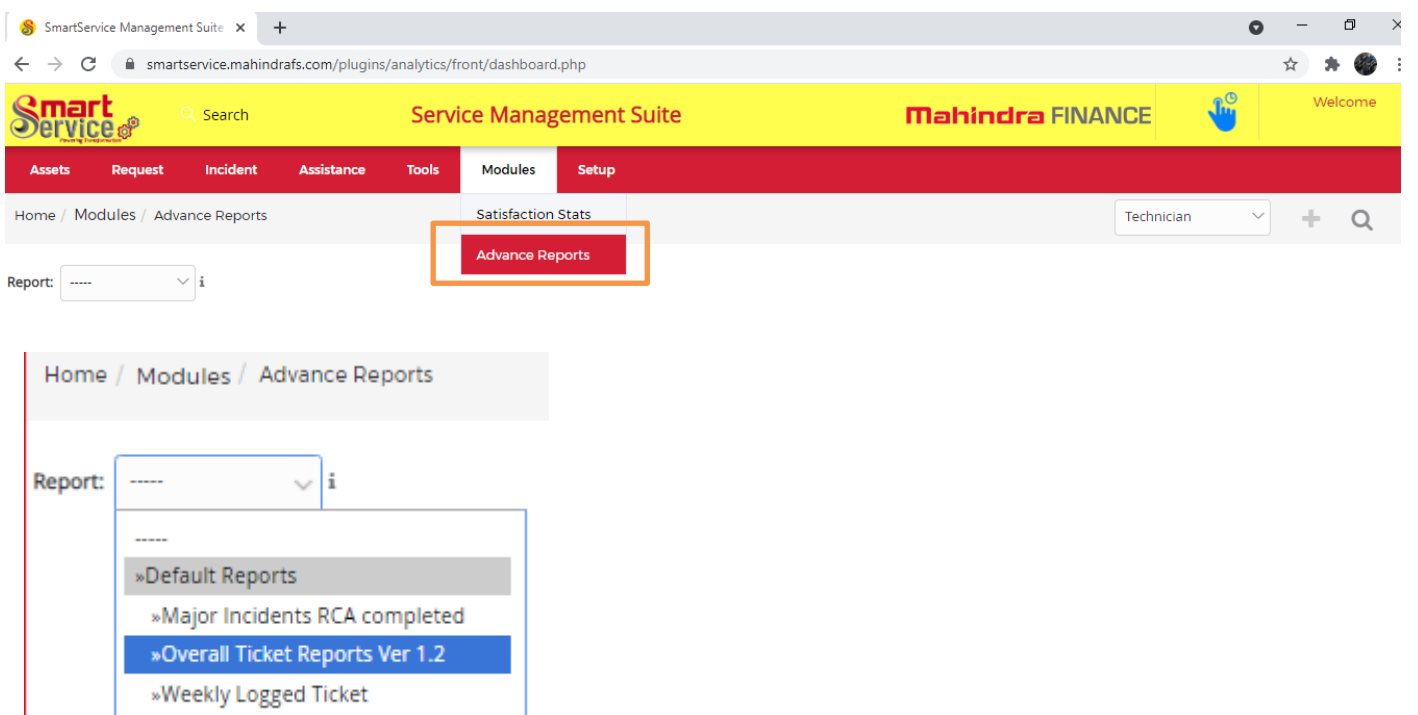 SmartService Management Suite
smartservice.mahindrafs.com/plugins/analytics/front/dashboard.php
Smart Service
Powering Transformation
Search
Service Management Suite
Mahindra FINANCE
Welcome
Assets Request Incident Assistance Tools Modules Setup
Home / Modules / Advance Reports
Satisfaction Stats
Technician
Advance Reports
Report: ----- i
Home / Modules / Advance Reports
Report: ----- i
-----
»Default Reports
»Major Incidents RCA completed
»Overall Ticket Reports Ver 1.2
»Weekly Logged Ticket